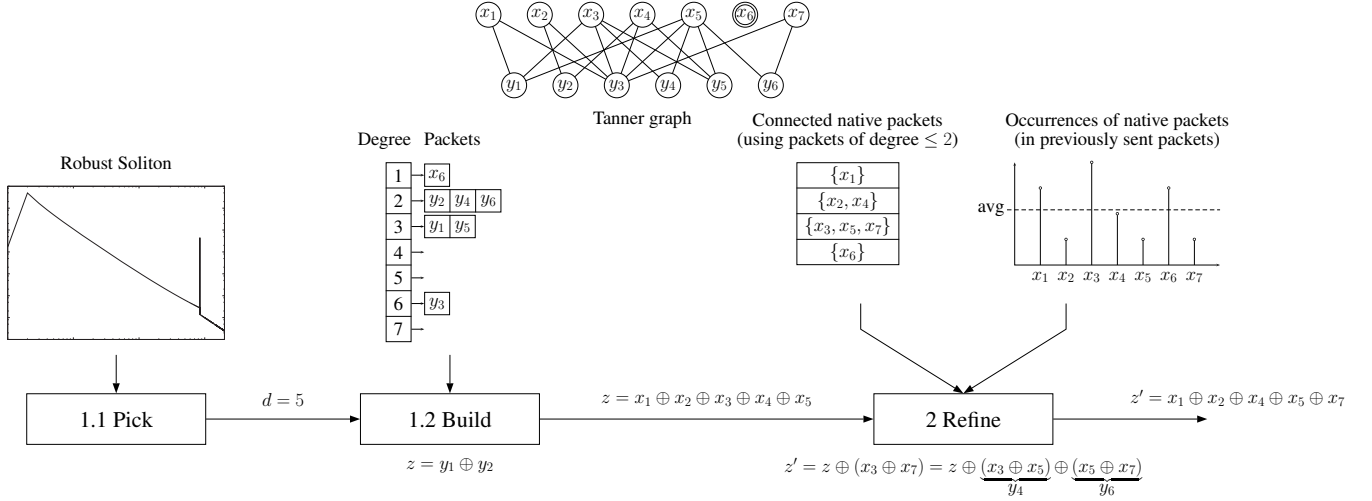 x₁ x₂ x₃ x₄ x₅ x₆ x₇
y₁ y₂ y₃ y₄ y₅ y₆
Tanner graph
Robust Soliton
Degree Packets
1 x₆
2 y₂ y₄ y₆
3 y₁ y₅
4
5
6 y₃
7
Connected native packets
(using packets of degree ≤ 2)
{x₁}
{x₂, x₄}
{x₃, x₅, x₇}
{x₆}
Occurrences of native packets
(in previously sent packets)
avg
x₁ x₂ x₃ x₄ x₅ x₆ x₇
1.1 Pick
d = 5
1.2 Build
z = y₁ ⊕ y₂
z = x₁ ⊕ x₂ ⊕ x₃ ⊕ x₄ ⊕ x₅
2 Refine
z′ = x₁ ⊕ x₂ ⊕ x₄ ⊕ x₅ ⊕ x₇
z′ = z ⊕ (x₃ ⊕ x₇) = z ⊕ (x₃ ⊕ x₅) ⊕ (x₅ ⊕ x₇)
y₄ y₆